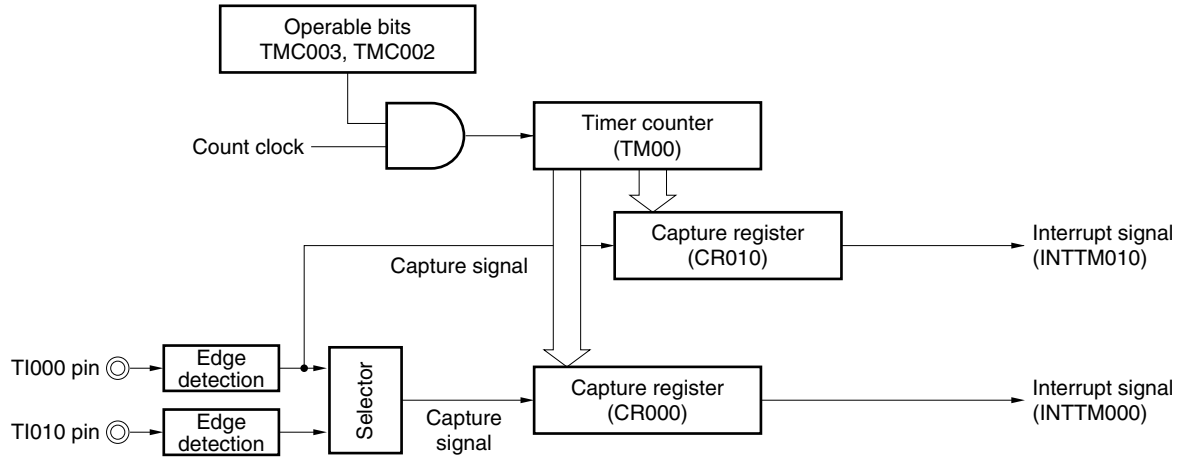 Operable bits
TMC003, TMC002
Timer counter
(TM00)
Count clock
Capture register
(CR010)
Interrupt signal
(INTTM010)
Capture signal
TI000 pin
Edge
detection
Selector
Capture register
(CR000)
Interrupt signal
(INTTM000)
TI010 pin
Edge
detection
Capture
signal